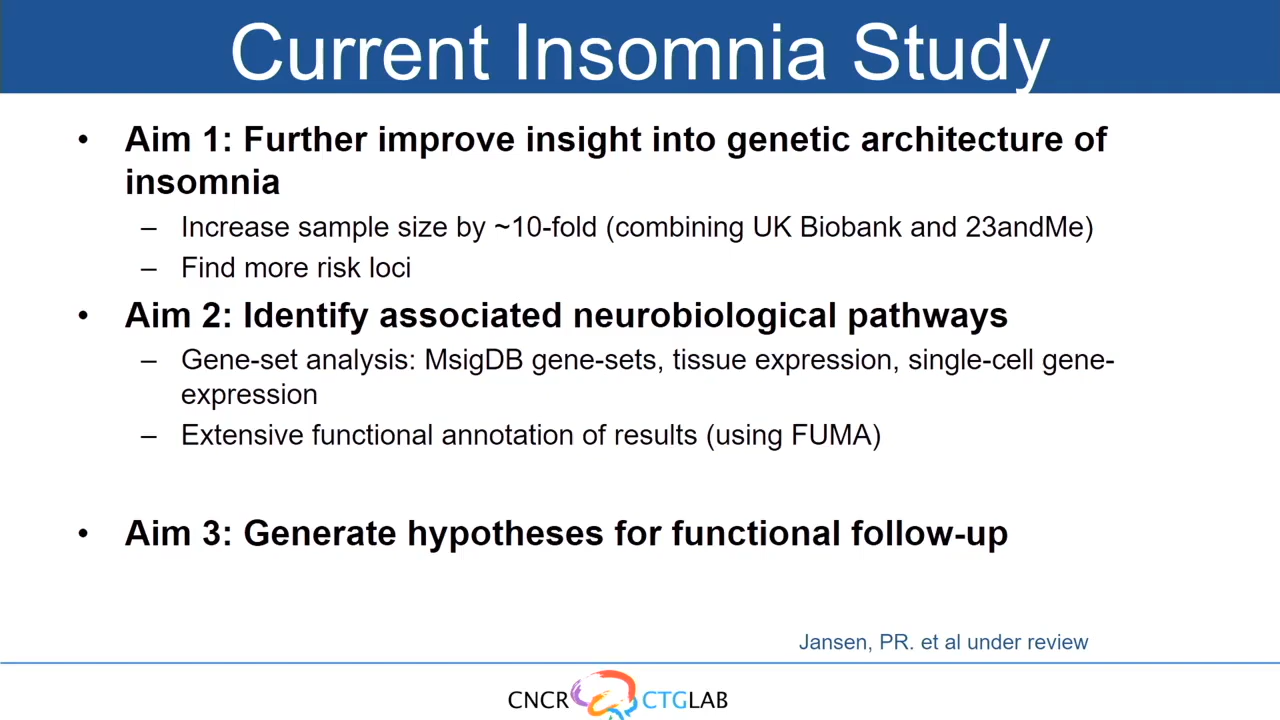 Current Insomnia Study
• Aim 1: Further improve insight into genetic architecture of
insomnia
– Increase sample size by ~10-fold (combining UK Biobank and 23andMe)
– Find more risk loci
• Aim 2: Identify associated neurobiological pathways
– Gene-set analysis: MsigDB gene-sets, tissue expression, single-cell gene-
expression
– Extensive functional annotation of results (using FUMA)
• Aim 3: Generate hypotheses for functional follow-up
Jansen, PR. et al under review
CNCR CTGLAB